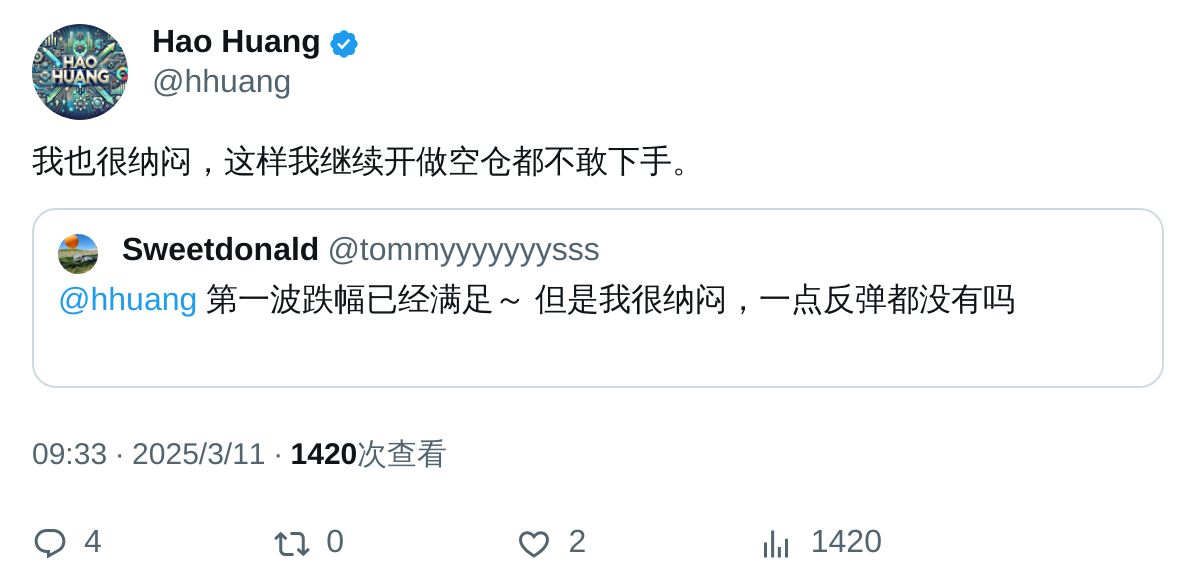 HAO
HUANG
Hao Huang
@hhuang
我也很纳闷，这样我继续开做空仓都不敢下手。
Sweetdonald @tommyyyyyyysss
@hhuang 第一波跌幅已经满足～ 但是我很纳闷，一点反弹都没有吗
09:33 · 2025/3/11 · 1420次查看
4 0 2 1420